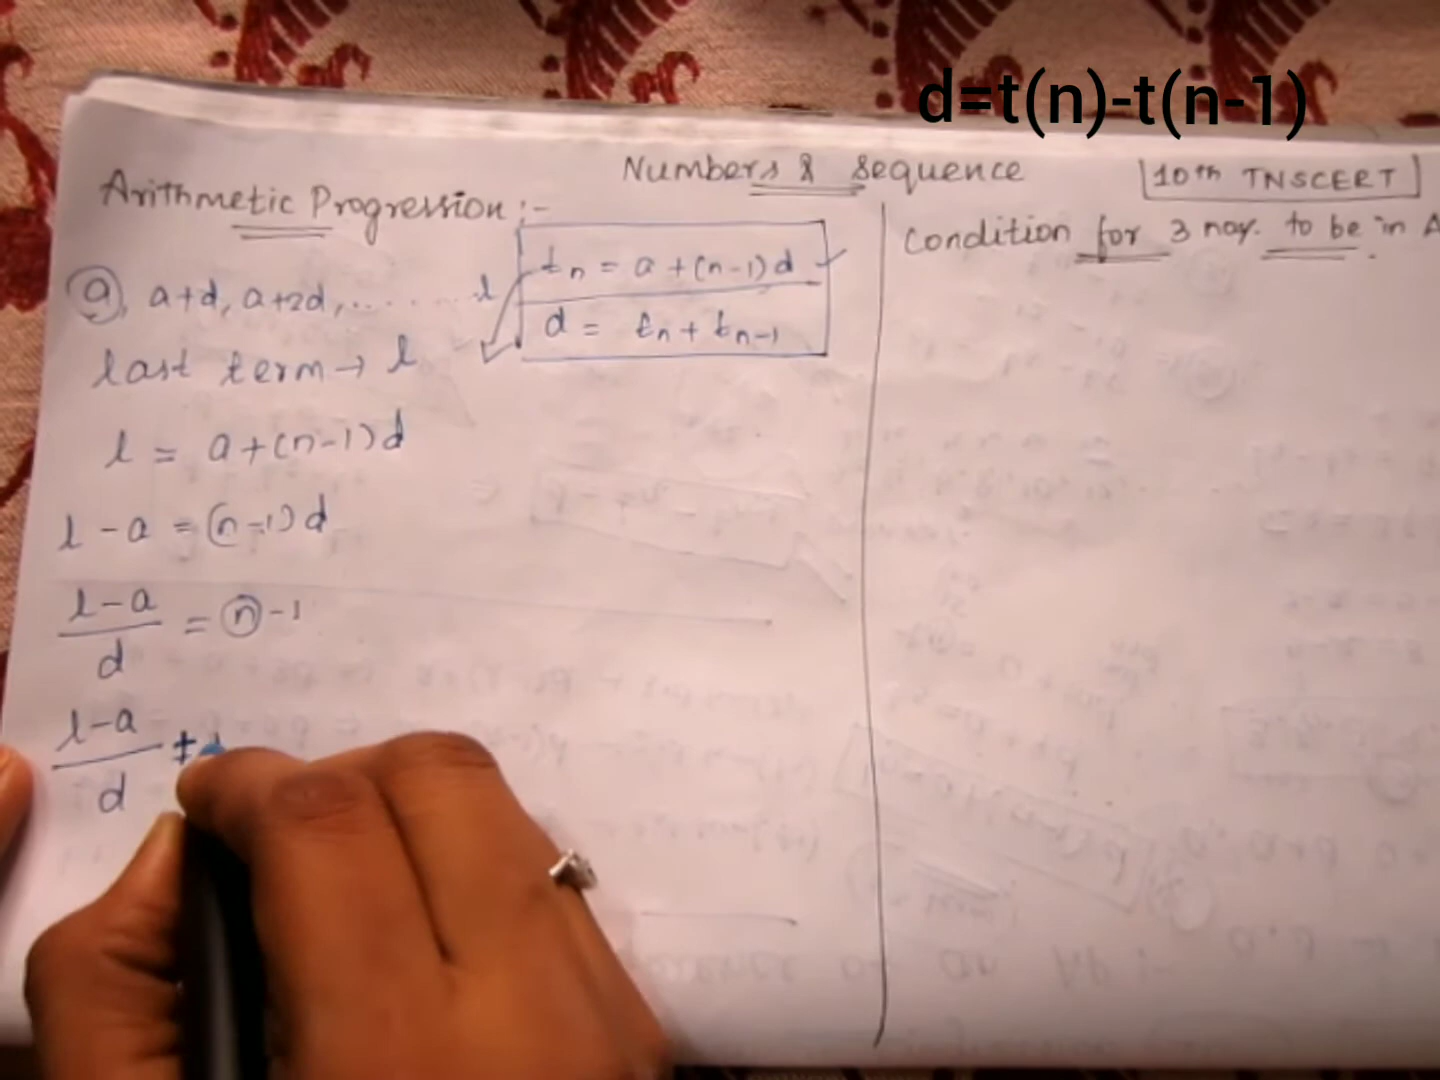 d=t(n)-t(n-1)
Numbers & Sequence
10th TNSCERT
Arithmetic Progression :-
tn = a + (n-1)d
d = tn + tn-1
a, a+d, a+2d, ........ l
last term → l
l = a+(n-1)d
l - a = (n-1)d
l-a/d = n-1
l-a/d +
condition for 3 nos. to be in A